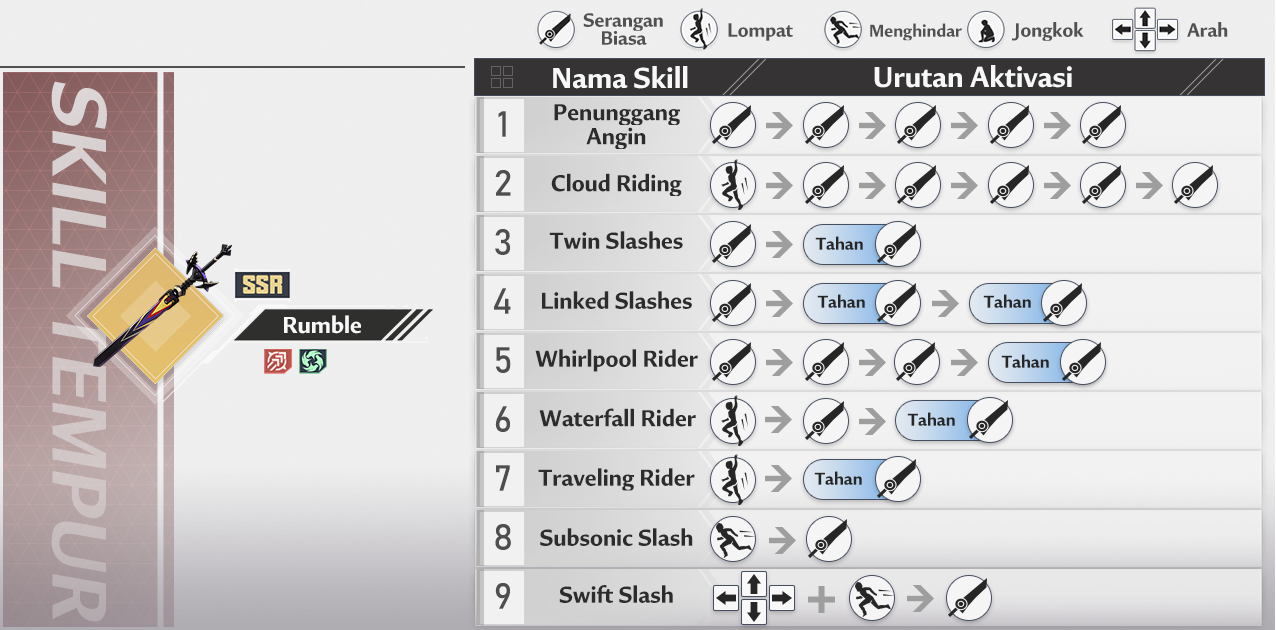 Serangan
Biasa
Lompat
Menghindar
Jongkok
Arah
SKILL TEMPUR
SSR
Rumble
Nama Skill
Urutan Aktivasi
1
Penunggang
Angin
2
Cloud Riding
3
Twin Slashes
Tahan
4
Linked Slashes
Tahan
Tahan
5
Whirlpool Rider
Tahan
6
Waterfall Rider
Tahan
7
Traveling Rider
Tahan
8
Subsonic Slash
9
Swift Slash